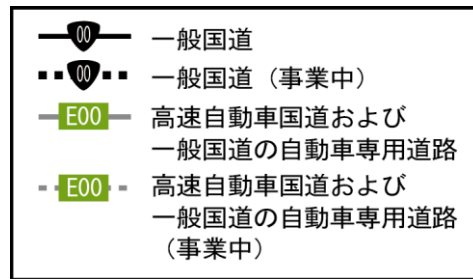 00 一般国道
00 一般国道（事業中）
E00 高速自動車国道および
一般国道の自動車専用道路
E00 高速自動車国道および
一般国道の自動車専用道路
（事業中）